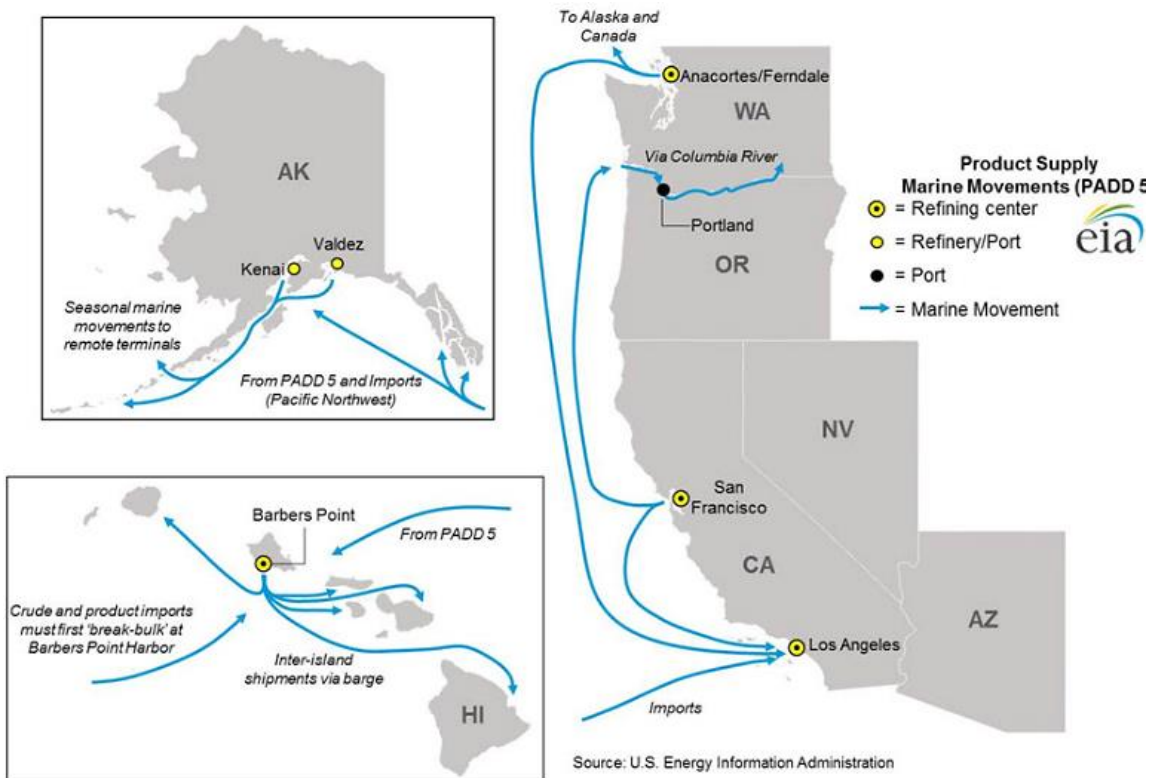 To Alaska and
Canada
Anacortes/Ferndale
WA
Via Columbia River
Portland
OR
Product Supply
Marine Movements (PADD 5
= Refining center
= Refinery/Port
= Port
= Marine Movement
eia
AK
Valdez
Kenai
Seasonal marine
movements to
remote terminals
From PADD 5 and Imports
(Pacific Northwest)
NV
San
Francisco
CA
AZ
Los Angeles
Imports
Barbers Point
From PADD 5
Crude and product imports
must first 'break-bulk' at
Barbers Point Harbor
Inter-island
shipments via barge
HI
Source: U.S. Energy Information Administration